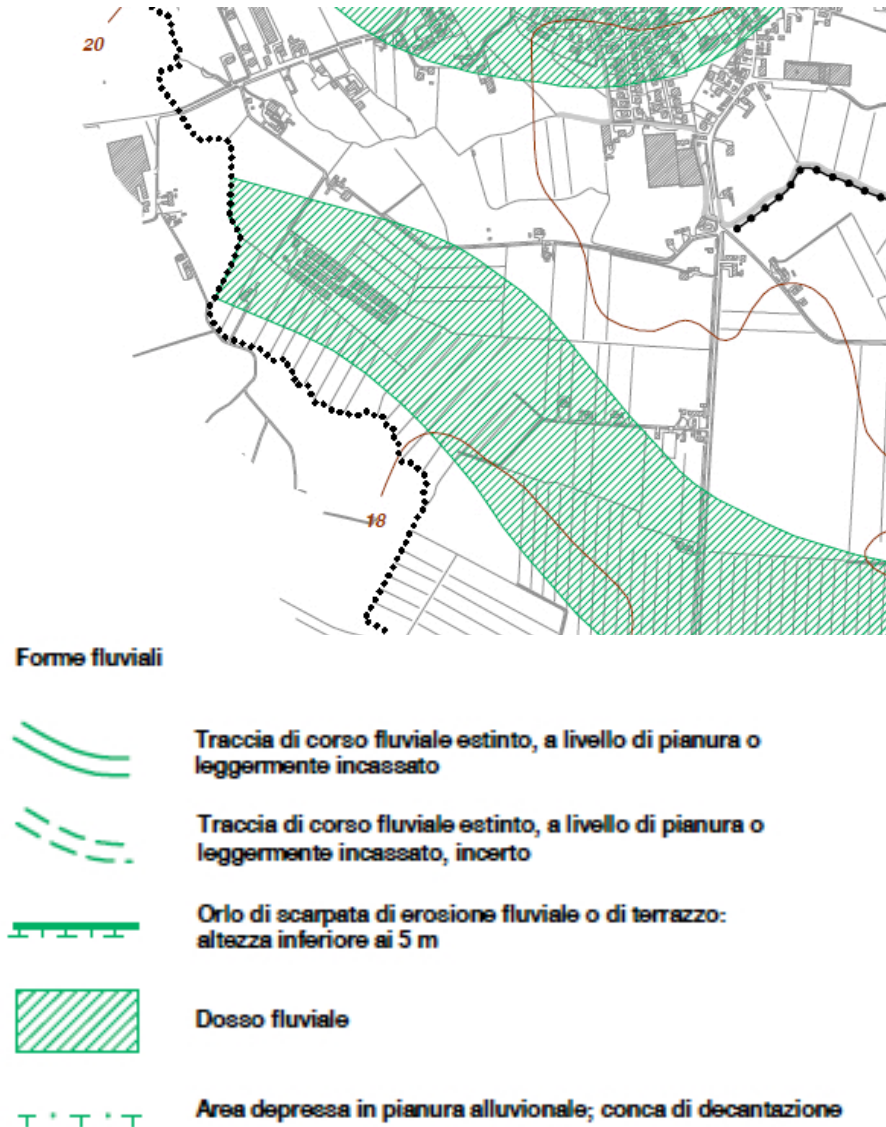 20
18
Forme fluviali
Traccia di corso fluviale estinto, a livello di pianura o
leggermente incassato
Traccia di corso fluviale estinto, a livello di pianura o
leggermente incassato, incerto
Orlo di scarpata di erosione fluviale o di terrazzo:
altezza inferiore ai 5 m
Dosso fluviale
Area depressa in pianura alluvionale; conca di decantazione